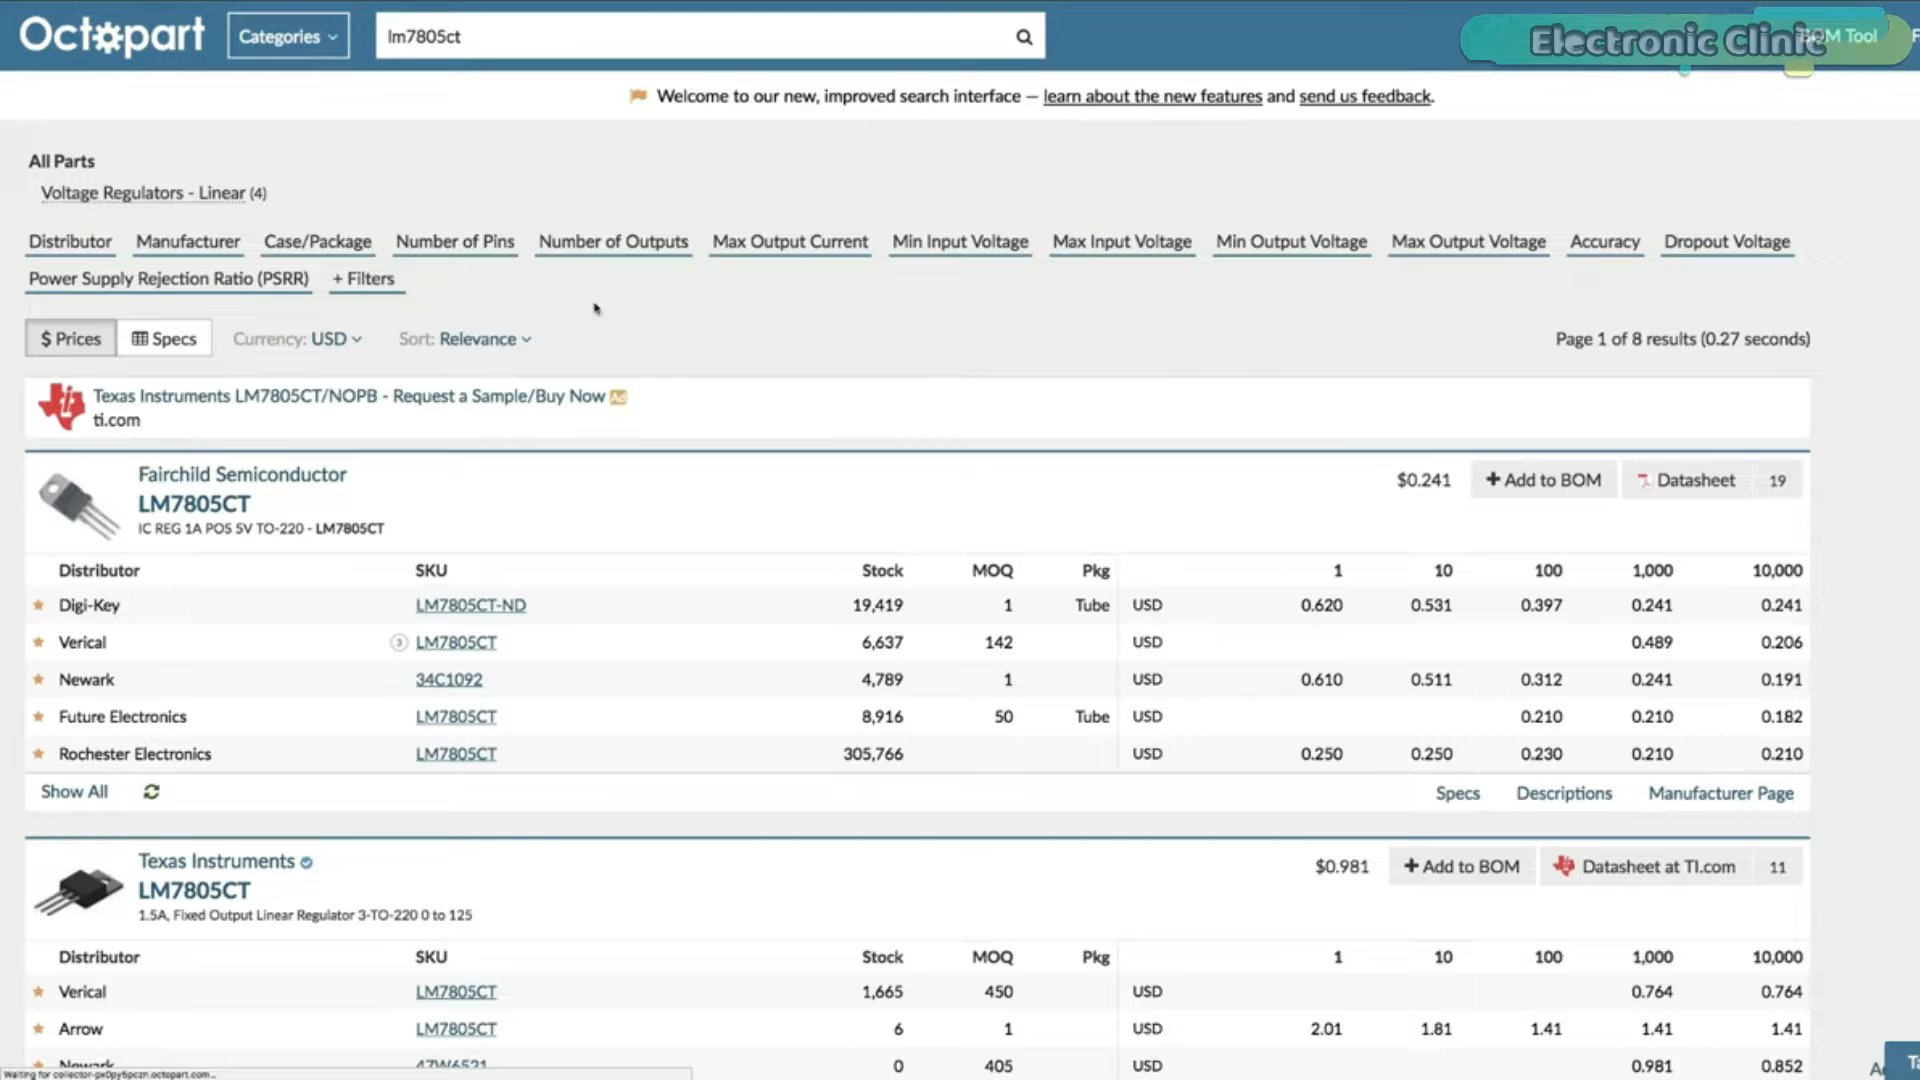 Octopart Categories lm7805ct BOM Tool F
Electronic Clinic
Welcome to our new, improved search interface — learn about the new features and send us feedback.
All Parts
Voltage Regulators - Linear (4)
Distributor Manufacturer Case/Package Number of Pins Number of Outputs Max Output Current Min Input Voltage Max Input Voltage Min Output Voltage Max Output Voltage Accuracy Dropout Voltage
Power Supply Rejection Ratio (PSRR) + Filters
$ Prices Specs Currency: USD Sort: Relevance Page 1 of 8 results (0.27 seconds)
Texas Instruments LM7805CT/NOPB - Request a Sample/Buy Now Ad
ti.com
Fairchild Semiconductor
LM7805CT
IC REG 1A POS 5V TO-220 - LM7805CT
$0.241 + Add to BOM Datasheet 19
Distributor SKU Stock MOQ Pkg 1 10 100 1,000 10,000
Digi-Key LM7805CT-ND 19,419 1 Tube USD 0.620 0.531 0.397 0.241 0.241
Verical 3 LM7805CT 6,637 142 USD 0.489 0.206
Newark 34C1092 4,789 1 USD 0.610 0.511 0.312 0.241 0.191
Future Electronics LM7805CT 8,916 50 Tube USD 0.210 0.210 0.182
Rochester Electronics LM7805CT 305,766 USD 0.250 0.250 0.230 0.210 0.210
Show All Specs Descriptions Manufacturer Page
Texas Instruments
LM7805CT
1.5A, Fixed Output Linear Regulator 3-TO-220 0 to 125
$0.981 + Add to BOM Datasheet at TI.com 11
Distributor SKU Stock MOQ Pkg 1 10 100 1,000 10,000
Verical LM7805CT 1,665 450 USD 0.764 0.764
Arrow LM7805CT 6 1 USD 2.01 1.81 1.41 1.41 1.41
Newark 47W6521 0 405 USD 0.981 0.852